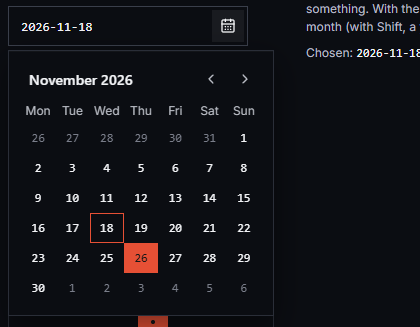 2026-11-18
something. With the
month (with Shift, a
Chosen: 2026-11-18
November 2026
Mon Tue Wed Thu Fri Sat Sun
26 27 28 29 30 31 1
2 3 4 5 6 7 8
9 10 11 12 13 14 15
16 17 18 19 20 21 22
23 24 25 26 27 28 29
30 1 2 3 4 5 6